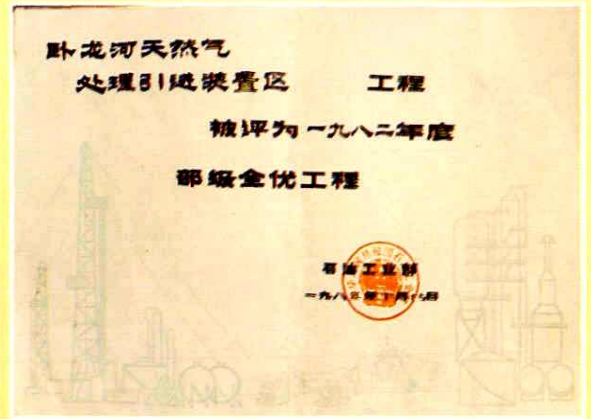 卧龙河天然气
处理引进装置区 工程
被评为一九八二年度
部级全优工程
石油工业部